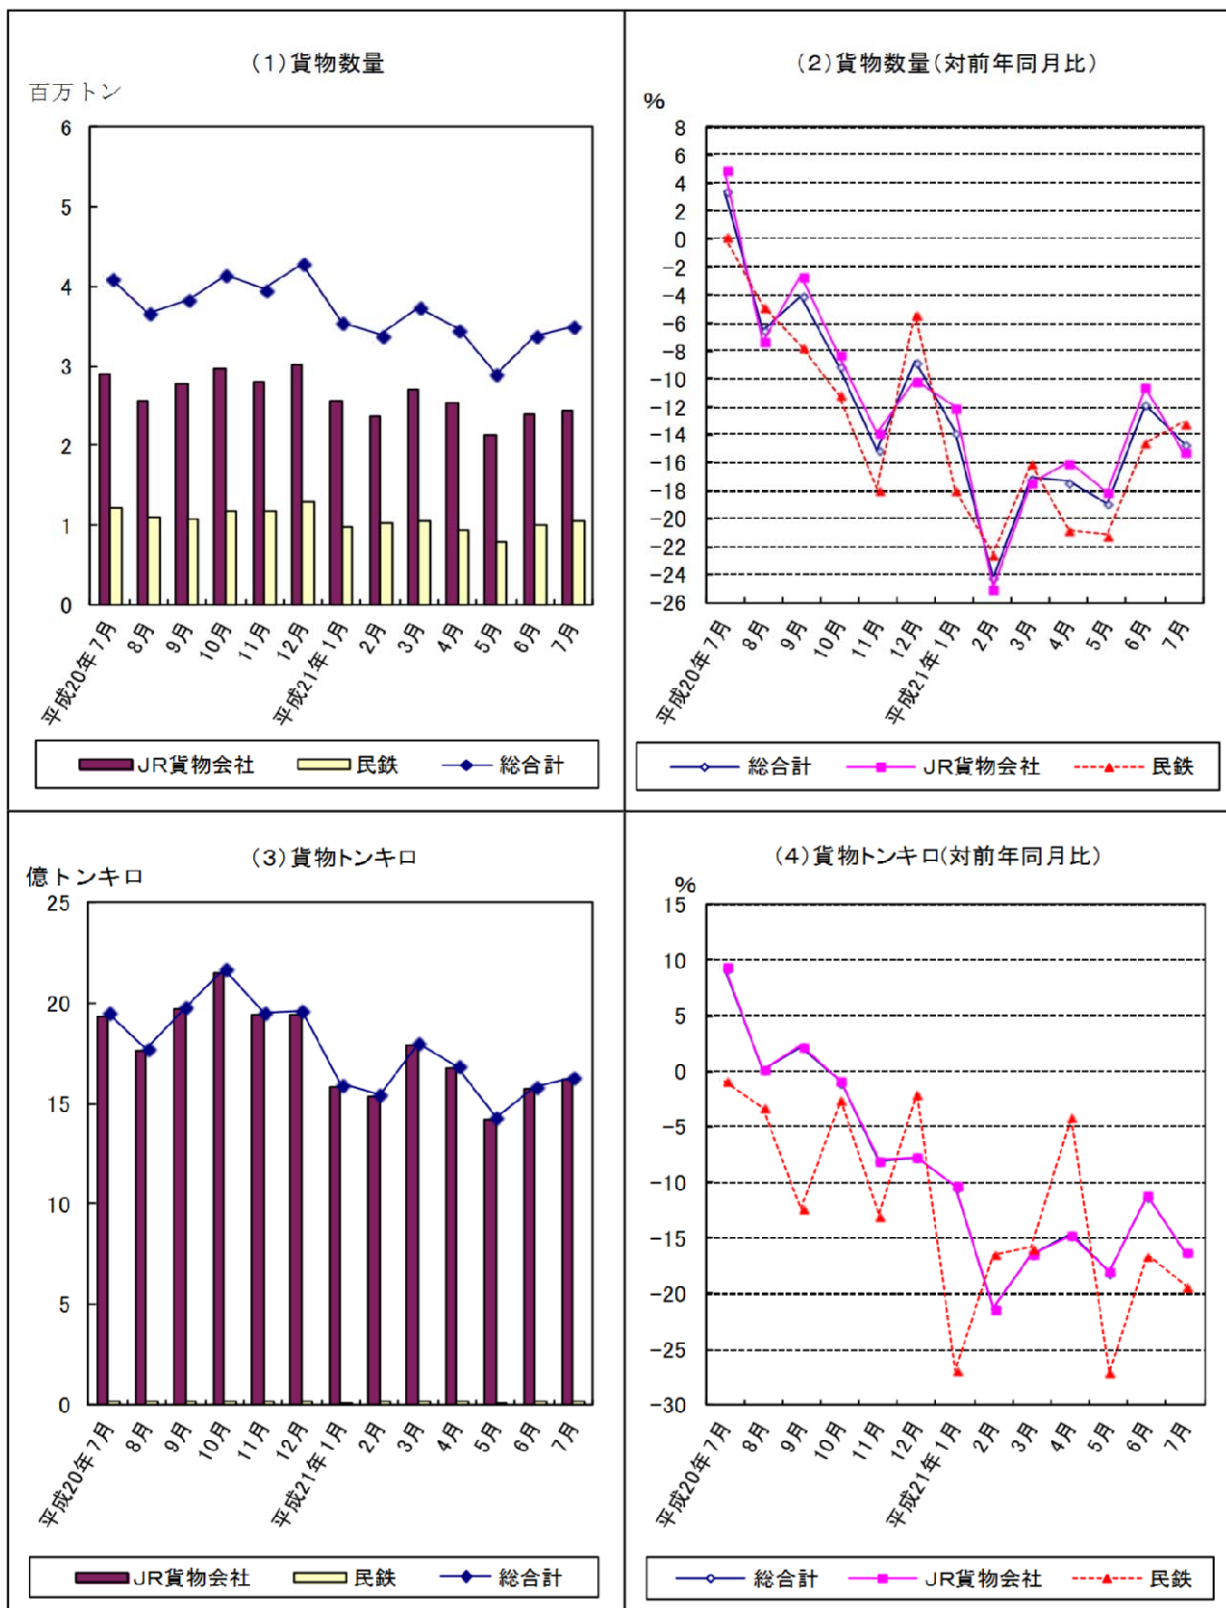 (1)貨物数量
百万トン
6
5
4
3
2
1
0
平成20年 7月
8月
9月
10月
11月
12月
平成21年 1月
2月
3月
4月
5月
6月
7月
JR貨物会社 民鉄 総合計
(2)貨物数量(対前年同月比)
%
8
6
4
2
0
-2
-4
-6
-8
-10
-12
-14
-16
-18
-20
-22
-24
-26
平成20年 7月
8月
9月
10月
11月
12月
平成21年 1月
2月
3月
4月
5月
6月
7月
総合計 JR貨物会社 民鉄
(3)貨物トンキロ
億トンキロ
25
20
15
10
5
0
平成20年 7月
8月
9月
10月
11月
12月
平成21年 1月
2月
3月
4月
5月
6月
7月
JR貨物会社 民鉄 総合計
(4)貨物トンキロ(対前年同月比)
%
15
10
5
0
-5
-10
-15
-20
-25
-30
平成20年 7月
8月
9月
10月
11月
12月
平成21年 1月
2月
3月
4月
5月
6月
7月
総合計 JR貨物会社 民鉄